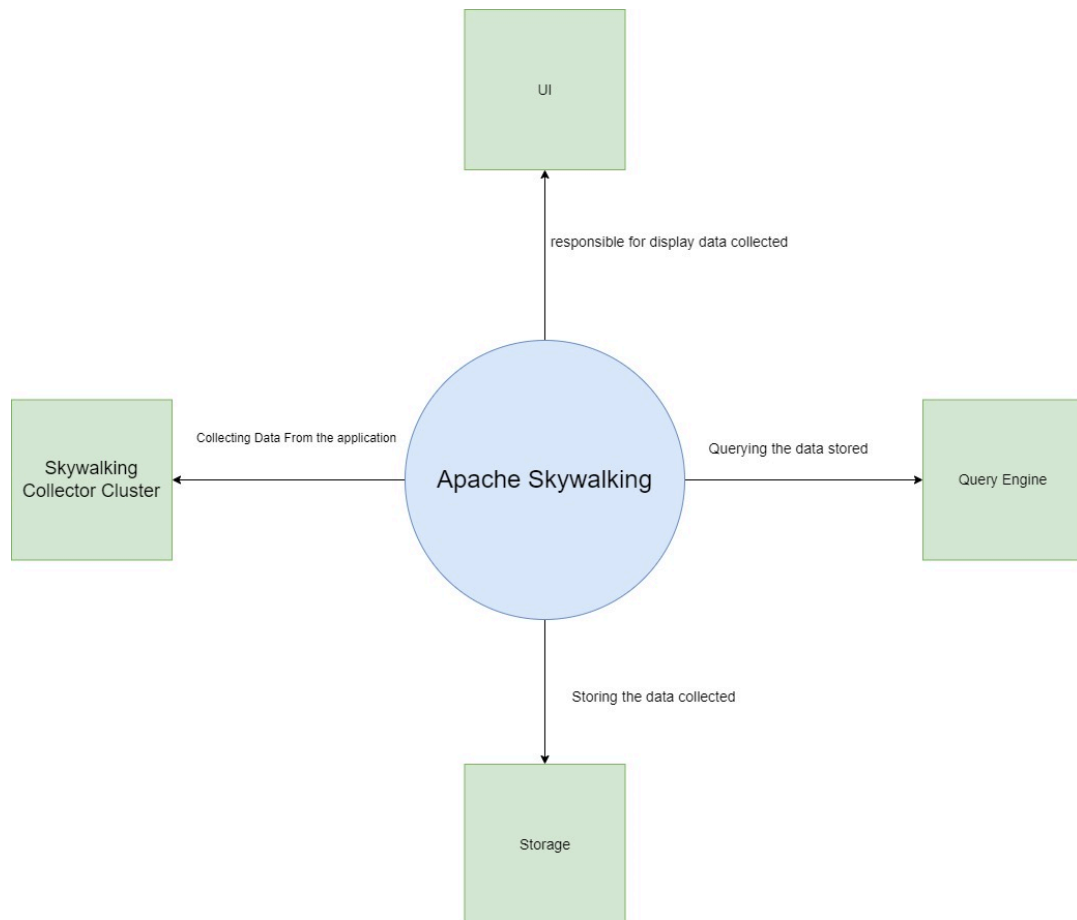 UI
responsible for display data collected
Collecting Data From the application
Querying the data stored
Skywalking
Collector Cluster
Apache Skywalking
Query Engine
Storing the data collected
Storage